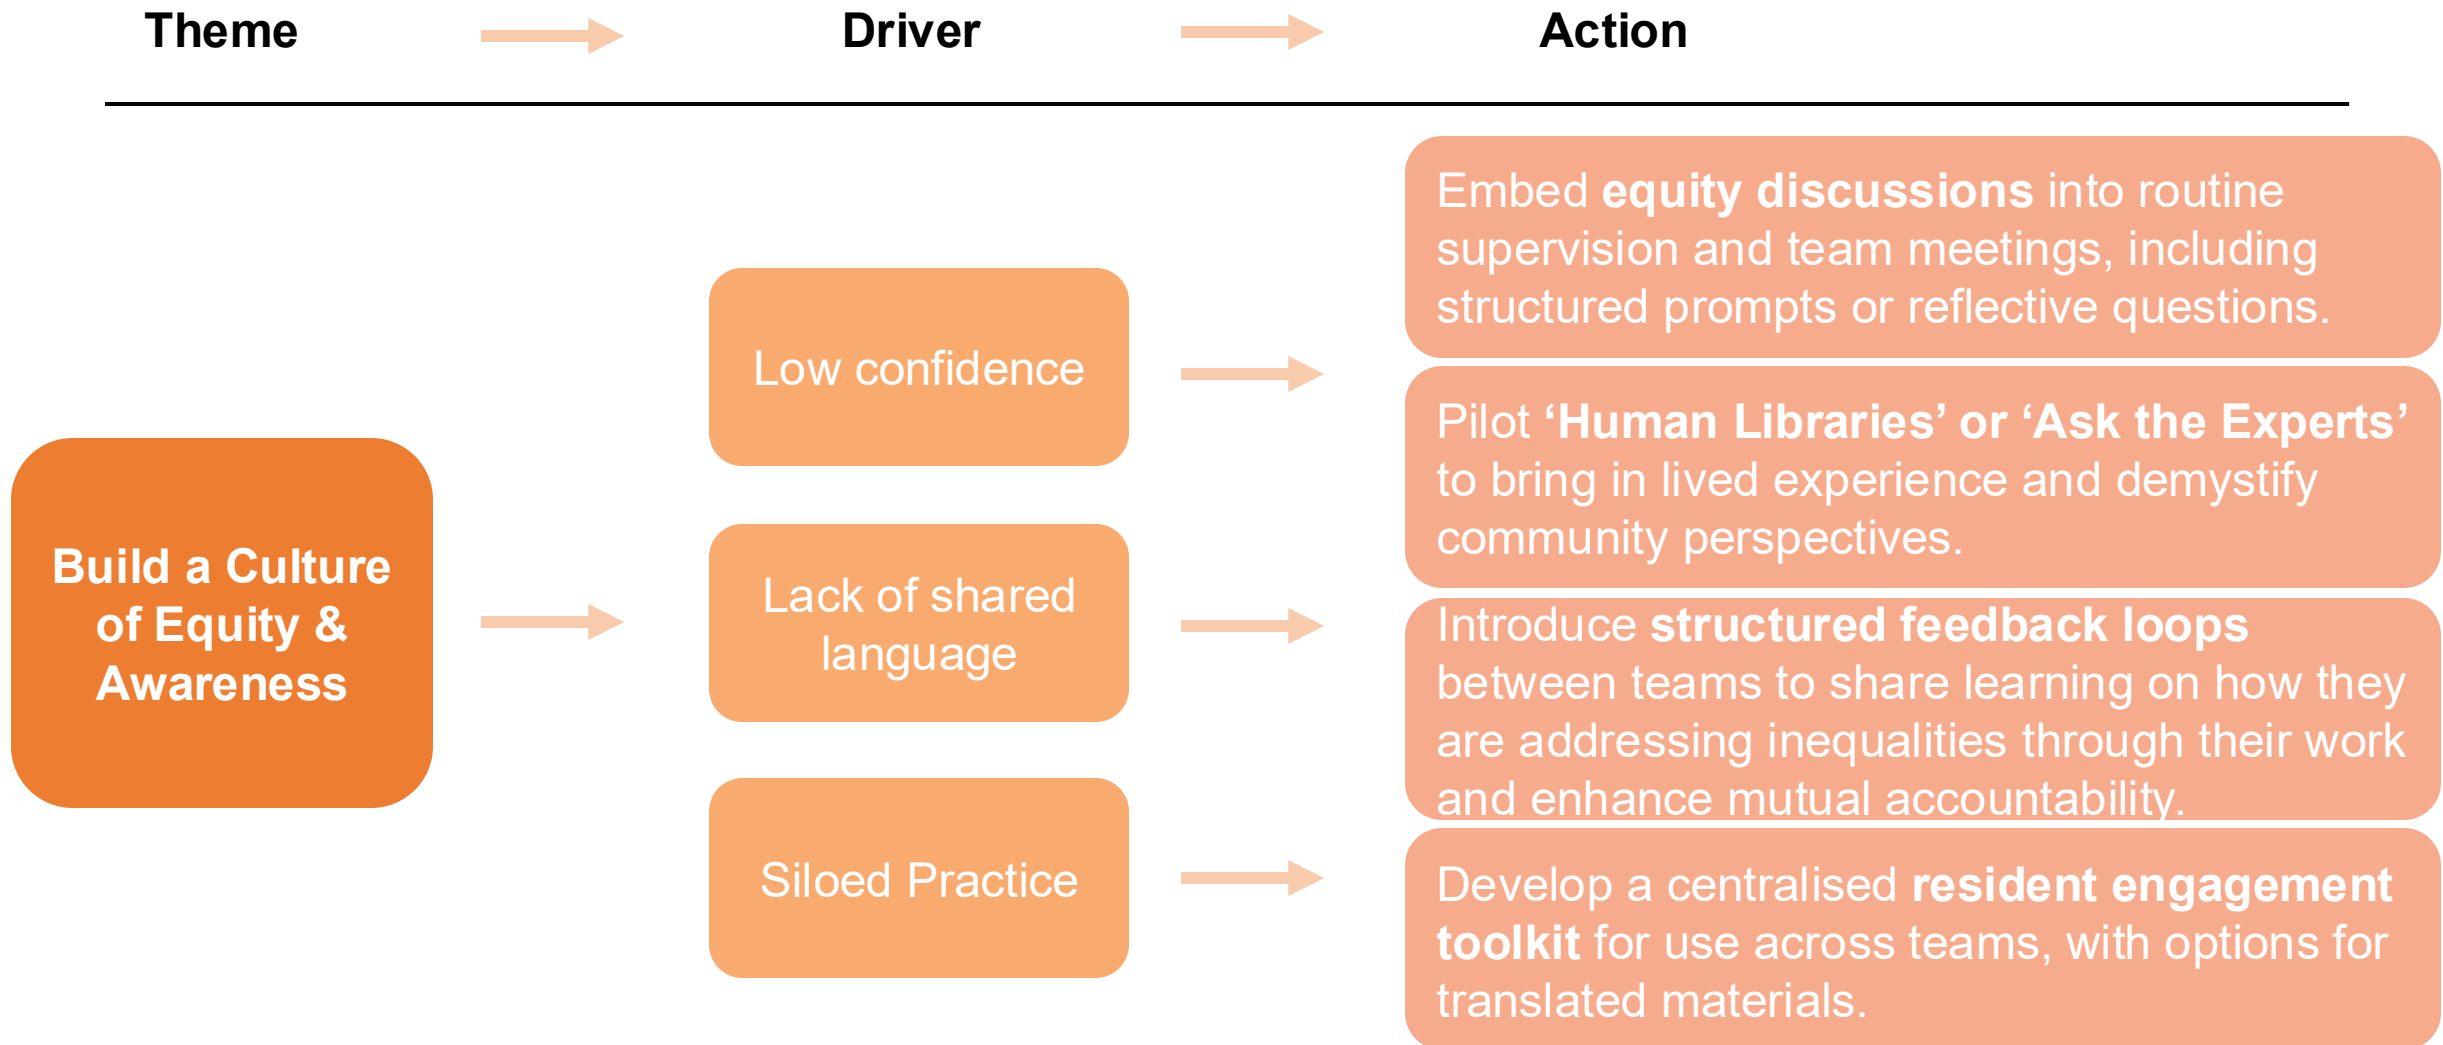 Theme
Driver
Action
Build a Culture
of Equity &
Awareness
Low confidence
Lack of shared
language
Siloed Practice
Embed equity discussions into routine
supervision and team meetings, including
structured prompts or reflective questions.
Pilot ‘Human Libraries’ or ‘Ask the Experts’
to bring in lived experience and demystify
community perspectives.
Introduce structured feedback loops
between teams to share learning on how they
are addressing inequalities through their work
and enhance mutual accountability.
Develop a centralised resident engagement
toolkit for use across teams, with options for
translated materials.